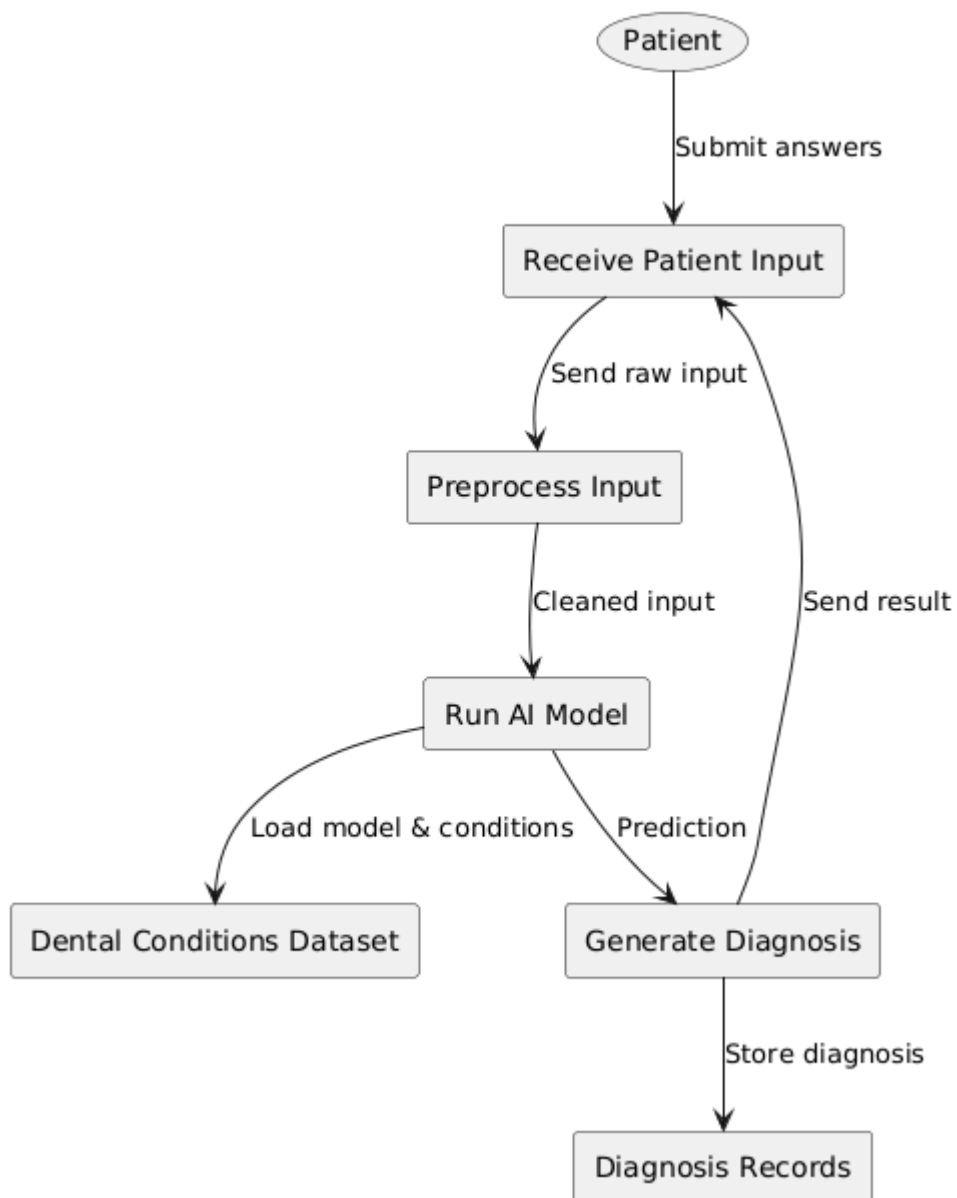 Patient
Submit answers
Receive Patient Input
Send raw input
Preprocess Input
Cleaned input
Send result
Run AI Model
Load model & conditions
Prediction
Dental Conditions Dataset
Generate Diagnosis
Store diagnosis
Diagnosis Records